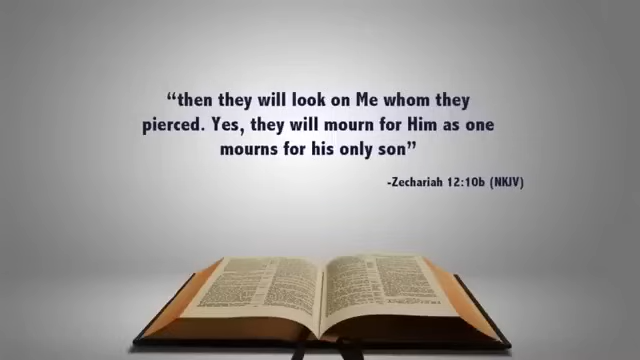 “then they will look on Me whom they
pierced. Yes, they will mourn for Him as one
mourns for his only son”
-Zechariah 12:10b (NKJV)